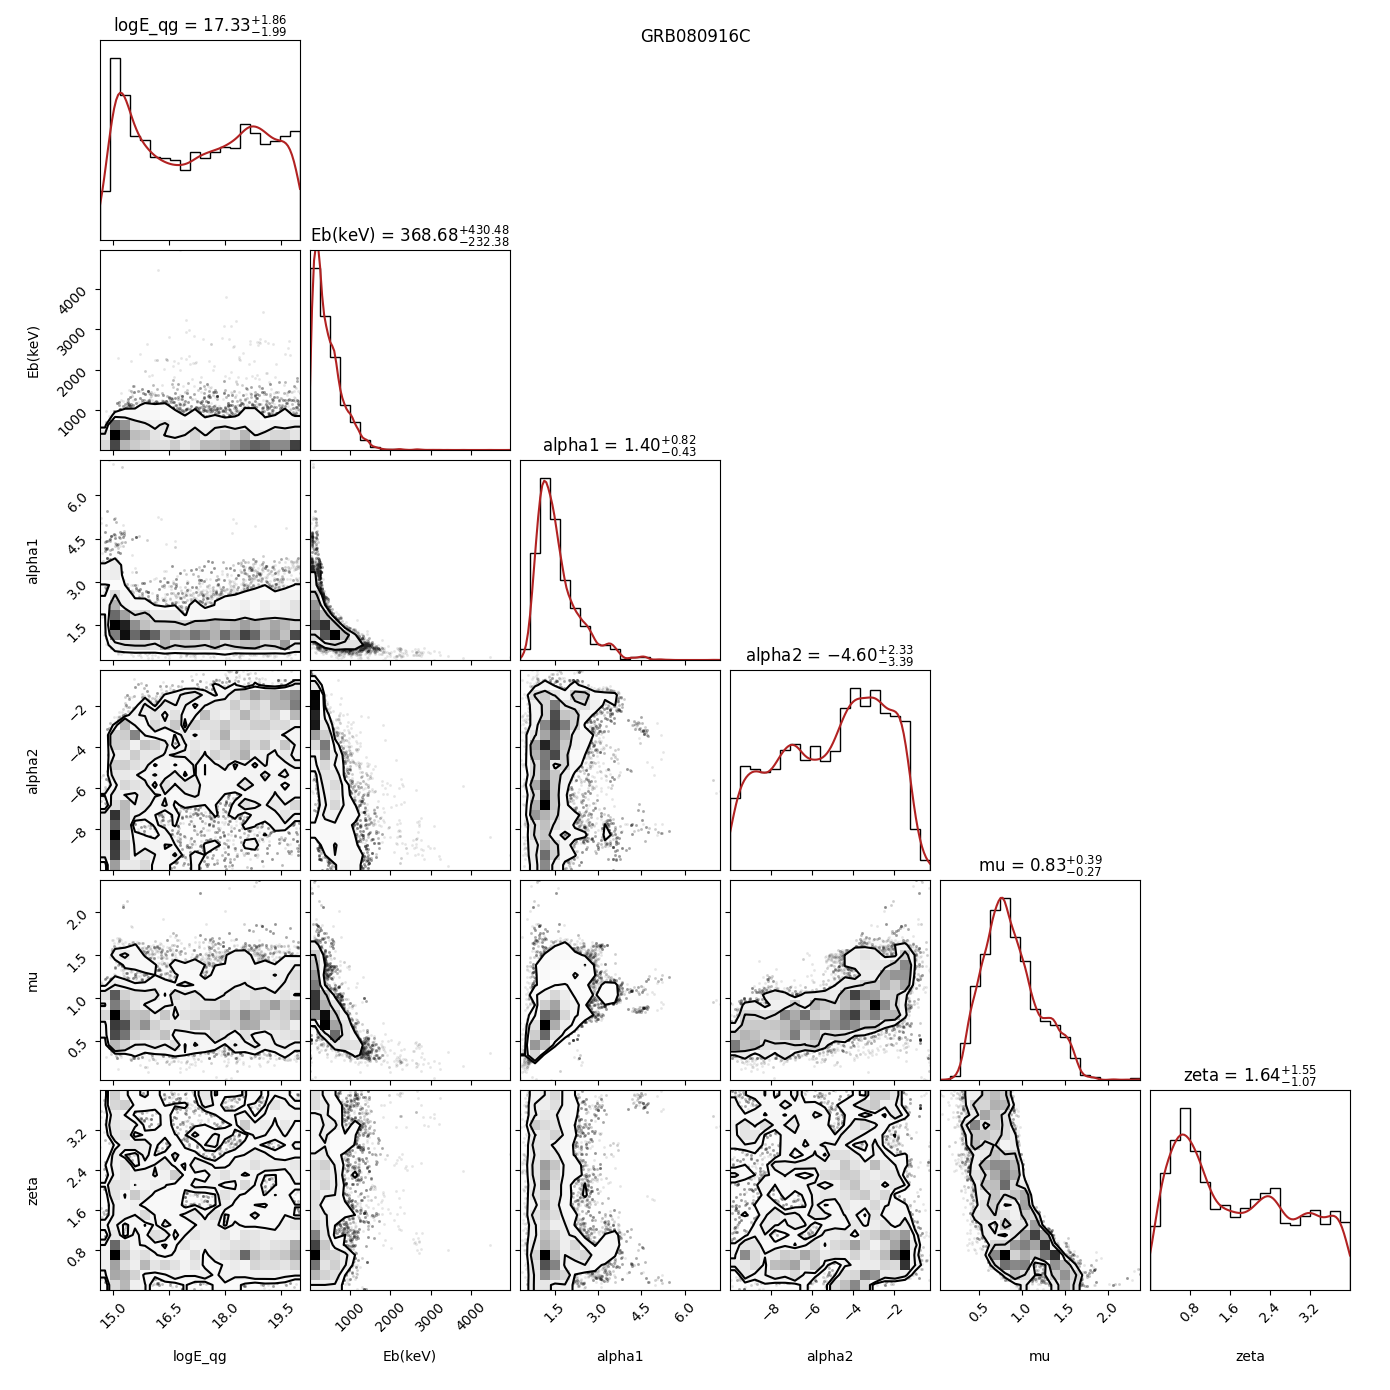 GRB080916C
logE_qg = 17.33+1.86−1.99
Eb(keV) = 368.68+430.48−232.38
4000
3000
2000
1000
Eb(keV)
alpha1 = 1.40+0.82−0.43
6.0
4.5
3.0
1.5
alpha1
alpha2 = −4.60+2.33−3.39
−2
−4
−6
−8
alpha2
mu = 0.83+0.39−0.27
2.0
1.5
1.0
0.5
mu
zeta = 1.64+1.55−1.07
3.2
2.4
1.6
0.8
zeta
15.0 16.5 18.0 19.5 1000 2000 3000 4000 1.5 3.0 4.5 6.0 −8 −6 −4 −2 0.5 1.0 1.5 2.0 0.8 1.6 2.4 3.2
logE_qg Eb(keV) alpha1 alpha2 mu zeta